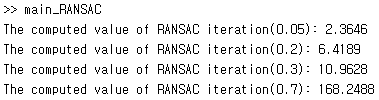 >> main_RANSAC
The computed value of RANSAC iteration(0.05): 2.3646
The computed value of RANSAC iteration(0.2): 6.4189
The computed value of RANSAC iteration(0.3): 10.9628
The computed value of RANSAC iteration(0.7): 168.2488